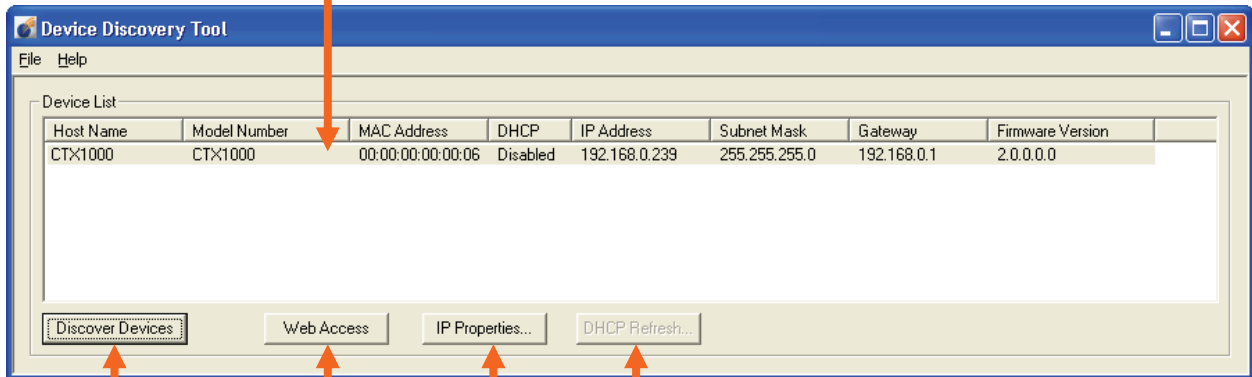 Device Discovery Tool
File Help
Device List
Host Name Model Number MAC Address DHCP IP Address Subnet Mask Gateway Firmware Version
CTX1000 CTX1000 00:00:00:00:00:06 Disabled 192.168.0.239 255.255.255.0 192.168.0.1 2.0.0.0.0
Discover Devices Web Access IP Properties... DHCP Refresh...